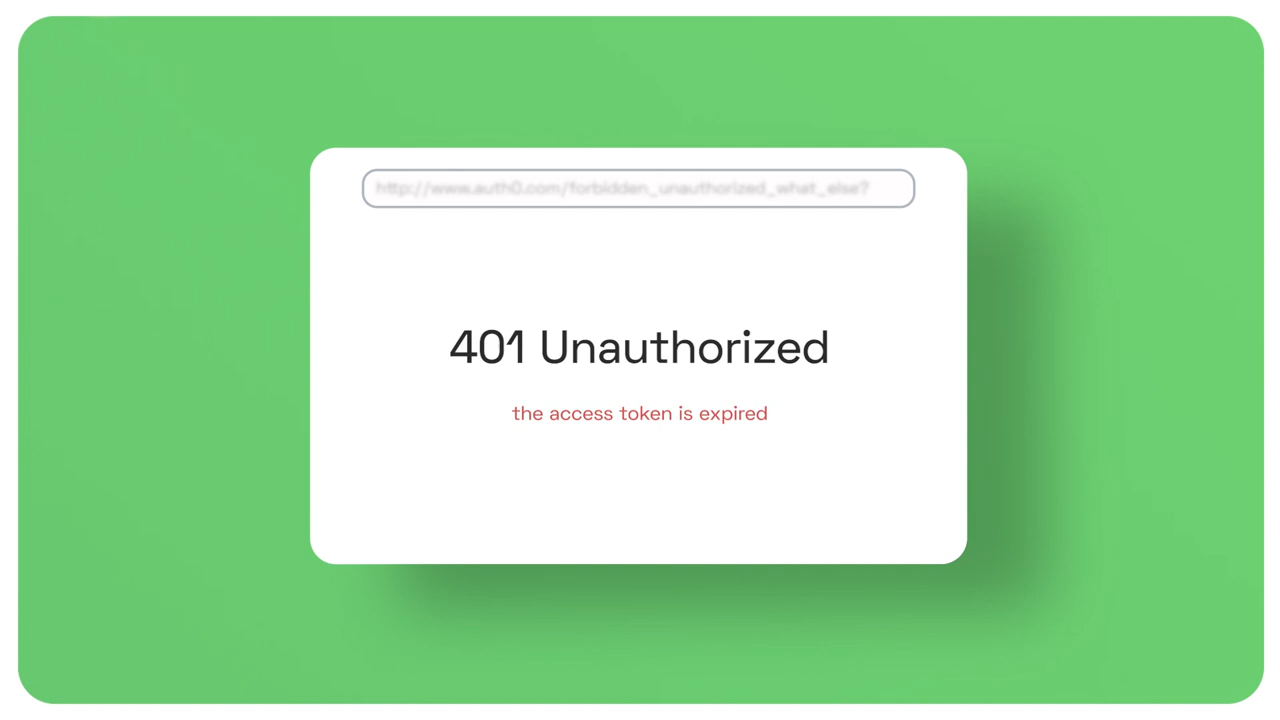 http://www.auth0.com/forbidden_unauthorized_what_else?
401 Unauthorized
the access token is expired